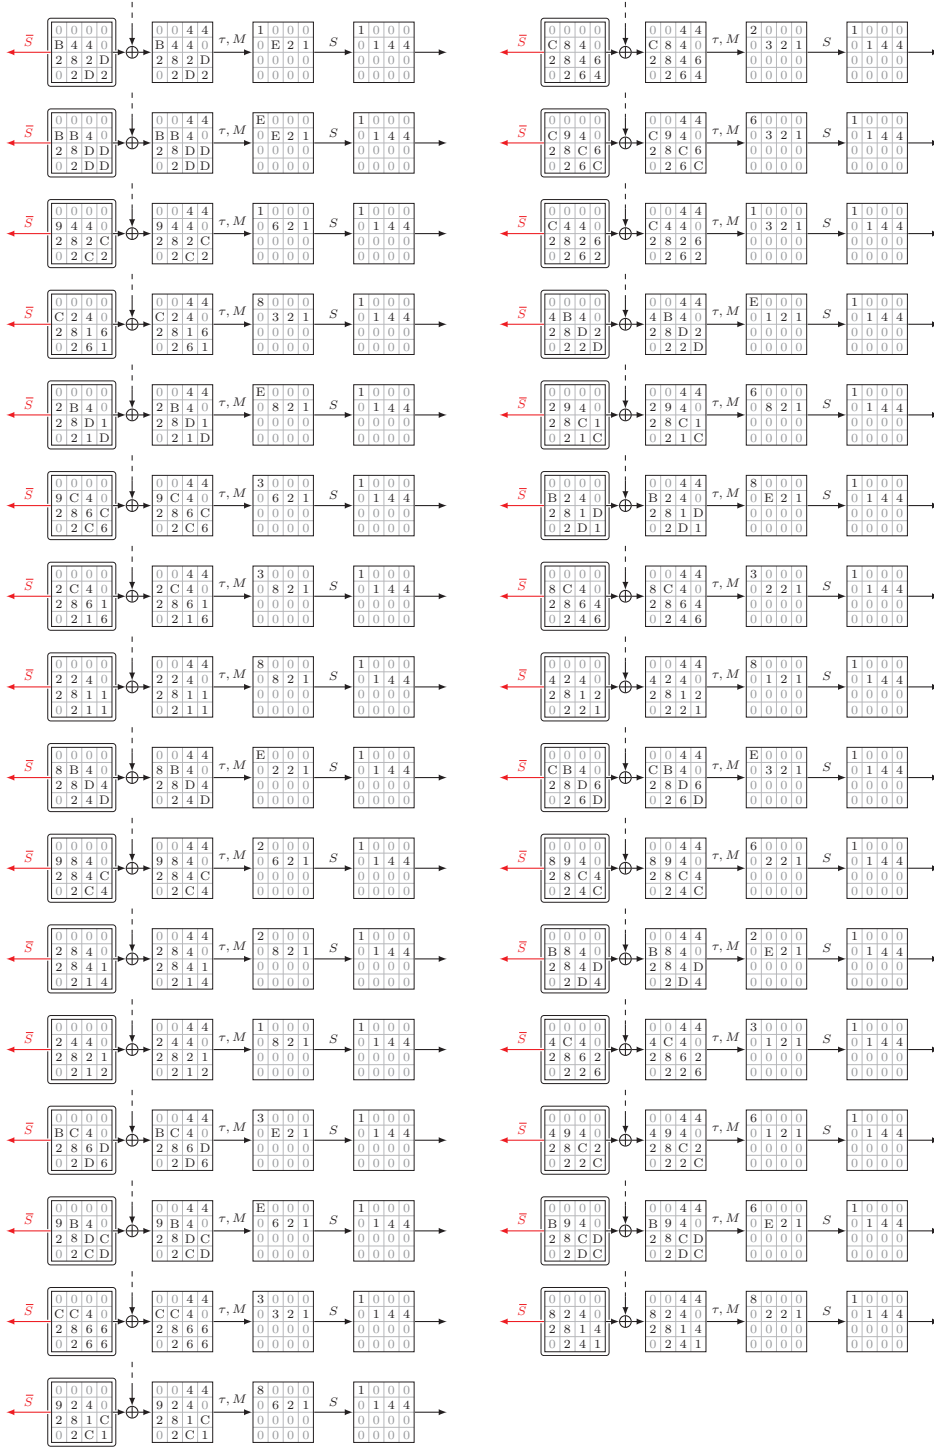 S̄ τ, M S
0 0 0 0 0 0 4 4 1 0 0 0 1 0 0 0
B 4 4 0 B 4 4 0 0 E 2 1 0 1 4 4
2 8 2 D 2 8 2 D 0 0 0 0 0 0 0 0
0 2 D 2 0 2 D 2 0 0 0 0 0 0 0 0
S̄ τ, M S
0 0 0 0 0 0 4 4 2 0 0 0 1 0 0 0
C 8 4 0 C 8 4 0 0 3 2 1 0 1 4 4
2 8 4 6 2 8 4 6 0 0 0 0 0 0 0 0
0 2 6 4 0 2 6 4 0 0 0 0 0 0 0 0
S̄ τ, M S
0 0 0 0 0 0 4 4 E 0 0 0 1 0 0 0
B B 4 0 B B 4 0 0 E 2 1 0 1 4 4
2 8 D D 2 8 D D 0 0 0 0 0 0 0 0
0 2 D D 0 2 D D 0 0 0 0 0 0 0 0
S̄ τ, M S
0 0 0 0 0 0 4 4 6 0 0 0 1 0 0 0
C 9 4 0 C 9 4 0 0 3 2 1 0 1 4 4
2 8 C 6 2 8 C 6 0 0 0 0 0 0 0 0
0 2 6 C 0 2 6 C 0 0 0 0 0 0 0 0
S̄ τ, M S
0 0 0 0 0 0 4 4 1 0 0 0 1 0 0 0
9 4 4 0 9 4 4 0 0 6 2 1 0 1 4 4
2 8 2 C 2 8 2 C 0 0 0 0 0 0 0 0
0 2 C 2 0 2 C 2 0 0 0 0 0 0 0 0
S̄ τ, M S
0 0 0 0 0 0 4 4 1 0 0 0 1 0 0 0
C 4 4 0 C 4 4 0 0 3 2 1 0 1 4 4
2 8 2 6 2 8 2 6 0 0 0 0 0 0 0 0
0 2 6 2 0 2 6 2 0 0 0 0 0 0 0 0
S̄ τ, M S
0 0 0 0 0 0 4 4 8 0 0 0 1 0 0 0
C 2 4 0 C 2 4 0 0 3 2 1 0 1 4 4
2 8 1 6 2 8 1 6 0 0 0 0 0 0 0 0
0 2 6 1 0 2 6 1 0 0 0 0 0 0 0 0
S̄ τ, M S
0 0 0 0 0 0 4 4 E 0 0 0 1 0 0 0
4 B 4 0 4 B 4 0 0 1 2 1 0 1 4 4
2 8 D 2 2 8 D 2 0 0 0 0 0 0 0 0
0 2 2 D 0 2 2 D 0 0 0 0 0 0 0 0
S̄ τ, M S
0 0 0 0 0 0 4 4 E 0 0 0 1 0 0 0
2 B 4 0 2 B 4 0 0 8 2 1 0 1 4 4
2 8 D 1 2 8 D 1 0 0 0 0 0 0 0 0
0 2 1 D 0 2 1 D 0 0 0 0 0 0 0 0
S̄ τ, M S
0 0 0 0 0 0 4 4 6 0 0 0 1 0 0 0
2 9 4 0 2 9 4 0 0 8 2 1 0 1 4 4
2 8 C 1 2 8 C 1 0 0 0 0 0 0 0 0
0 2 1 C 0 2 1 C 0 0 0 0 0 0 0 0
S̄ τ, M S
0 0 0 0 0 0 4 4 3 0 0 0 1 0 0 0
9 C 4 0 9 C 4 0 0 6 2 1 0 1 4 4
2 8 6 C 2 8 6 C 0 0 0 0 0 0 0 0
0 2 C 6 0 2 C 6 0 0 0 0 0 0 0 0
S̄ τ, M S
0 0 0 0 0 0 4 4 8 0 0 0 1 0 0 0
B 2 4 0 B 2 4 0 0 E 2 1 0 1 4 4
2 8 1 D 2 8 1 D 0 0 0 0 0 0 0 0
0 2 D 1 0 2 D 1 0 0 0 0 0 0 0 0
S̄ τ, M S
0 0 0 0 0 0 4 4 3 0 0 0 1 0 0 0
2 C 4 0 2 C 4 0 0 8 2 1 0 1 4 4
2 8 6 1 2 8 6 1 0 0 0 0 0 0 0 0
0 2 1 6 0 2 1 6 0 0 0 0 0 0 0 0
S̄ τ, M S
0 0 0 0 0 0 4 4 3 0 0 0 1 0 0 0
8 C 4 0 8 C 4 0 0 2 2 1 0 1 4 4
2 8 6 4 2 8 6 4 0 0 0 0 0 0 0 0
0 2 4 6 0 2 4 6 0 0 0 0 0 0 0 0
S̄ τ, M S
0 0 0 0 0 0 4 4 8 0 0 0 1 0 0 0
2 2 4 0 2 2 4 0 0 8 2 1 0 1 4 4
2 8 1 1 2 8 1 1 0 0 0 0 0 0 0 0
0 2 1 1 0 2 1 1 0 0 0 0 0 0 0 0
S̄ τ, M S
0 0 0 0 0 0 4 4 8 0 0 0 1 0 0 0
4 2 4 0 4 2 4 0 0 1 2 1 0 1 4 4
2 8 1 2 2 8 1 2 0 0 0 0 0 0 0 0
0 2 2 1 0 2 2 1 0 0 0 0 0 0 0 0
S̄ τ, M S
0 0 0 0 0 0 4 4 E 0 0 0 1 0 0 0
8 B 4 0 8 B 4 0 0 2 2 1 0 1 4 4
2 8 D 4 2 8 D 4 0 0 0 0 0 0 0 0
0 2 4 D 0 2 4 D 0 0 0 0 0 0 0 0
S̄ τ, M S
0 0 0 0 0 0 4 4 E 0 0 0 1 0 0 0
C B 4 0 C B 4 0 0 3 2 1 0 1 4 4
2 8 D 6 2 8 D 6 0 0 0 0 0 0 0 0
0 2 6 D 0 2 6 D 0 0 0 0 0 0 0 0
S̄ τ, M S
0 0 0 0 0 0 4 4 2 0 0 0 1 0 0 0
9 8 4 0 9 8 4 0 0 6 2 1 0 1 4 4
2 8 4 C 2 8 4 C 0 0 0 0 0 0 0 0
0 2 C 4 0 2 C 4 0 0 0 0 0 0 0 0
S̄ τ, M S
0 0 0 0 0 0 4 4 6 0 0 0 1 0 0 0
8 9 4 0 8 9 4 0 0 2 2 1 0 1 4 4
2 8 C 4 2 8 C 4 0 0 0 0 0 0 0 0
0 2 4 C 0 2 4 C 0 0 0 0 0 0 0 0
S̄ τ, M S
0 0 0 0 0 0 4 4 2 0 0 0 1 0 0 0
2 8 4 0 2 8 4 0 0 8 2 1 0 1 4 4
2 8 4 1 2 8 4 1 0 0 0 0 0 0 0 0
0 2 1 4 0 2 1 4 0 0 0 0 0 0 0 0
S̄ τ, M S
0 0 0 0 0 0 4 4 2 0 0 0 1 0 0 0
B 8 4 0 B 8 4 0 0 E 2 1 0 1 4 4
2 8 4 D 2 8 4 D 0 0 0 0 0 0 0 0
0 2 D 4 0 2 D 4 0 0 0 0 0 0 0 0
S̄ τ, M S
0 0 0 0 0 0 4 4 1 0 0 0 1 0 0 0
2 4 4 0 2 4 4 0 0 8 2 1 0 1 4 4
2 8 2 1 2 8 2 1 0 0 0 0 0 0 0 0
0 2 1 2 0 2 1 2 0 0 0 0 0 0 0 0
S̄ τ, M S
0 0 0 0 0 0 4 4 3 0 0 0 1 0 0 0
4 C 4 0 4 C 4 0 0 1 2 1 0 1 4 4
2 8 6 2 2 8 6 2 0 0 0 0 0 0 0 0
0 2 2 6 0 2 2 6 0 0 0 0 0 0 0 0
S̄ τ, M S
0 0 0 0 0 0 4 4 3 0 0 0 1 0 0 0
B C 4 0 B C 4 0 0 E 2 1 0 1 4 4
2 8 6 D 2 8 6 D 0 0 0 0 0 0 0 0
0 2 D 6 0 2 D 6 0 0 0 0 0 0 0 0
S̄ τ, M S
0 0 0 0 0 0 4 4 6 0 0 0 1 0 0 0
4 9 4 0 4 9 4 0 0 1 2 1 0 1 4 4
2 8 C 2 2 8 C 2 0 0 0 0 0 0 0 0
0 2 2 C 0 2 2 C 0 0 0 0 0 0 0 0
S̄ τ, M S
0 0 0 0 0 0 4 4 E 0 0 0 1 0 0 0
9 B 4 0 9 B 4 0 0 6 2 1 0 1 4 4
2 8 D C 2 8 D C 0 0 0 0 0 0 0 0
0 2 C D 0 2 C D 0 0 0 0 0 0 0 0
S̄ τ, M S
0 0 0 0 0 0 4 4 6 0 0 0 1 0 0 0
B 9 4 0 B 9 4 0 0 E 2 1 0 1 4 4
2 8 C D 2 8 C D 0 0 0 0 0 0 0 0
0 2 D C 0 2 D C 0 0 0 0 0 0 0 0
S̄ τ, M S
0 0 0 0 0 0 4 4 3 0 0 0 1 0 0 0
C C 4 0 C C 4 0 0 3 2 1 0 1 4 4
2 8 6 6 2 8 6 6 0 0 0 0 0 0 0 0
0 2 6 6 0 2 6 6 0 0 0 0 0 0 0 0
S̄ τ, M S
0 0 0 0 0 0 4 4 8 0 0 0 1 0 0 0
8 2 4 0 8 2 4 0 0 2 2 1 0 1 4 4
2 8 1 4 2 8 1 4 0 0 0 0 0 0 0 0
0 2 4 1 0 2 4 1 0 0 0 0 0 0 0 0
S̄ τ, M S
0 0 0 0 0 0 4 4 8 0 0 0 1 0 0 0
9 2 4 0 9 2 4 0 0 6 2 1 0 1 4 4
2 8 1 C 2 8 1 C 0 0 0 0 0 0 0 0
0 2 C 1 0 2 C 1 0 0 0 0 0 0 0 0